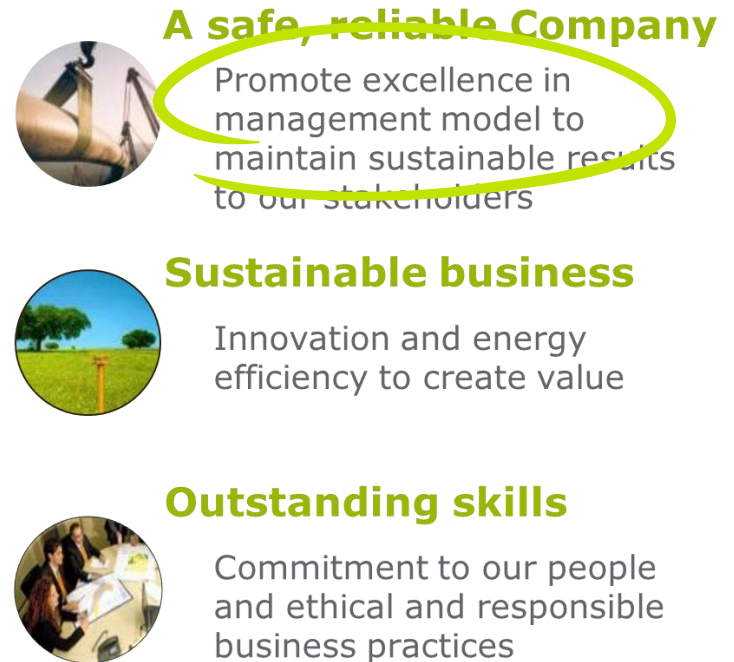 A safe, reliable Company
Promote excellence in
management model to
maintain sustainable results
to our stakeholders
Sustainable business
Innovation and energy
efficiency to create value
Outstanding skills
Commitment to our people
and ethical and responsible
business practices